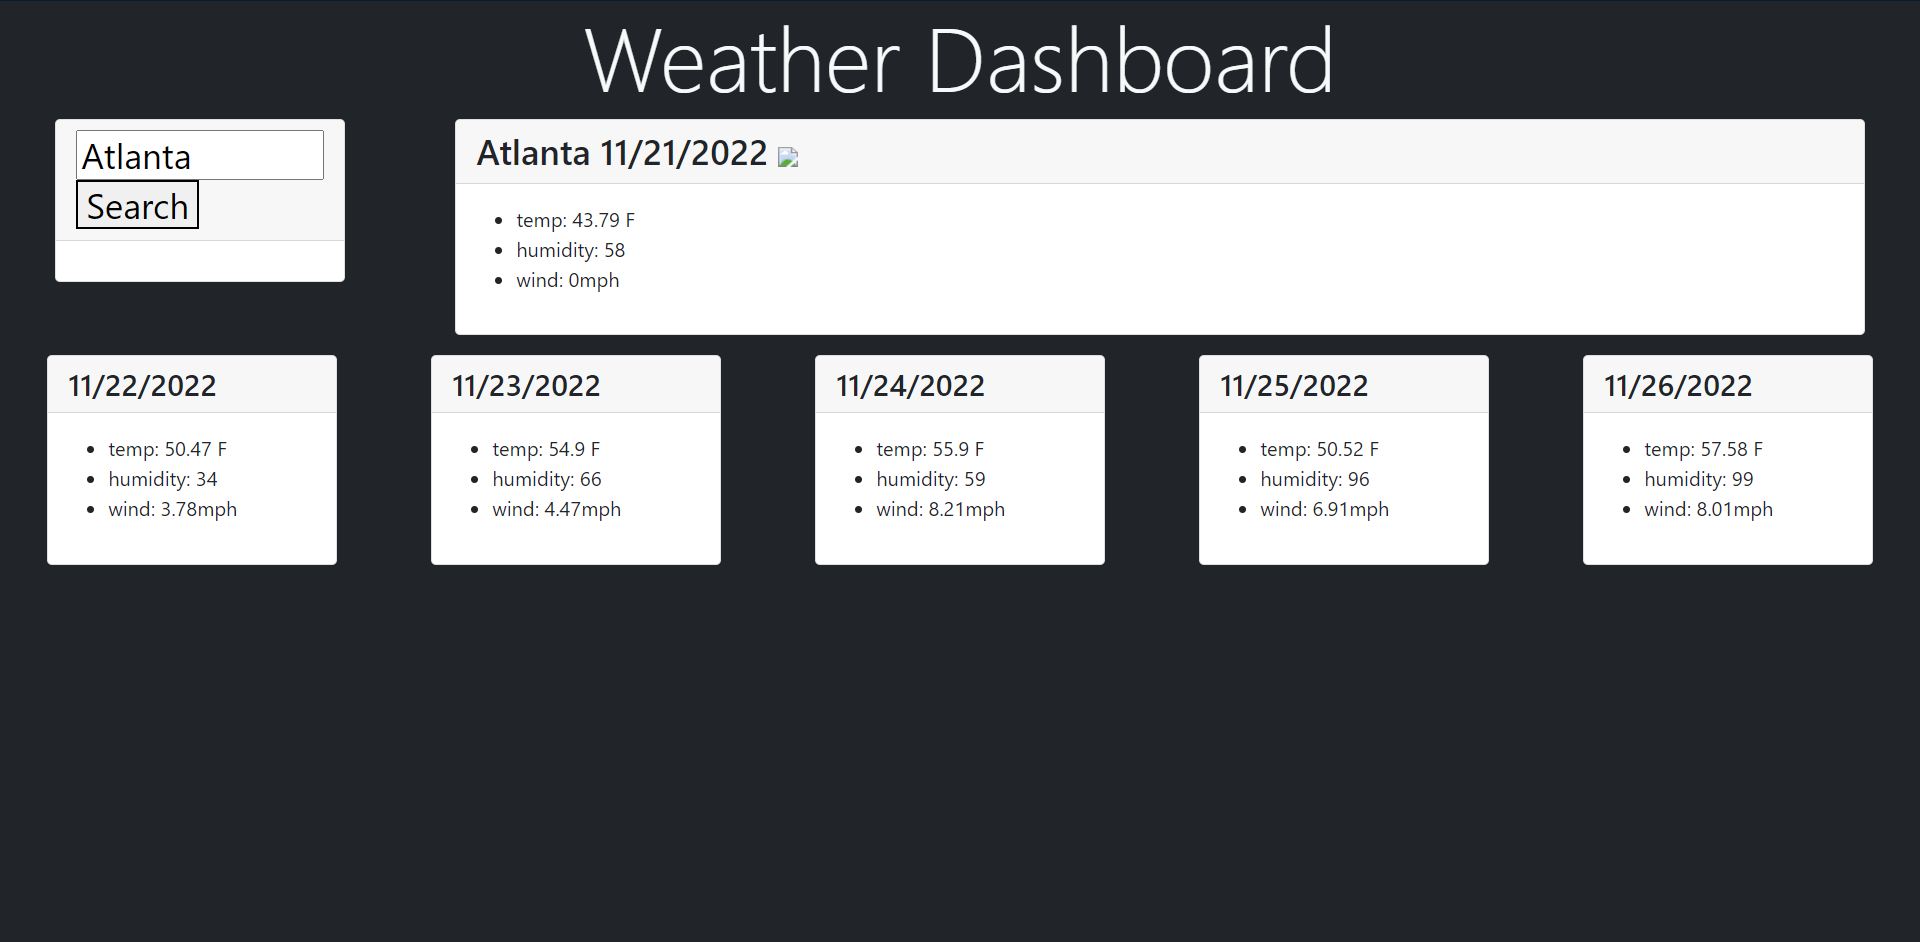 Weather Dashboard
Atlanta
Search
Atlanta 11/21/2022
temp: 43.79 F
humidity: 58
wind: 0mph
11/22/2022
temp: 50.47 F
humidity: 34
wind: 3.78mph
11/23/2022
temp: 54.9 F
humidity: 66
wind: 4.47mph
11/24/2022
temp: 55.9 F
humidity: 59
wind: 8.21mph
11/25/2022
temp: 50.52 F
humidity: 96
wind: 6.91mph
11/26/2022
temp: 57.58 F
humidity: 99
wind: 8.01mph